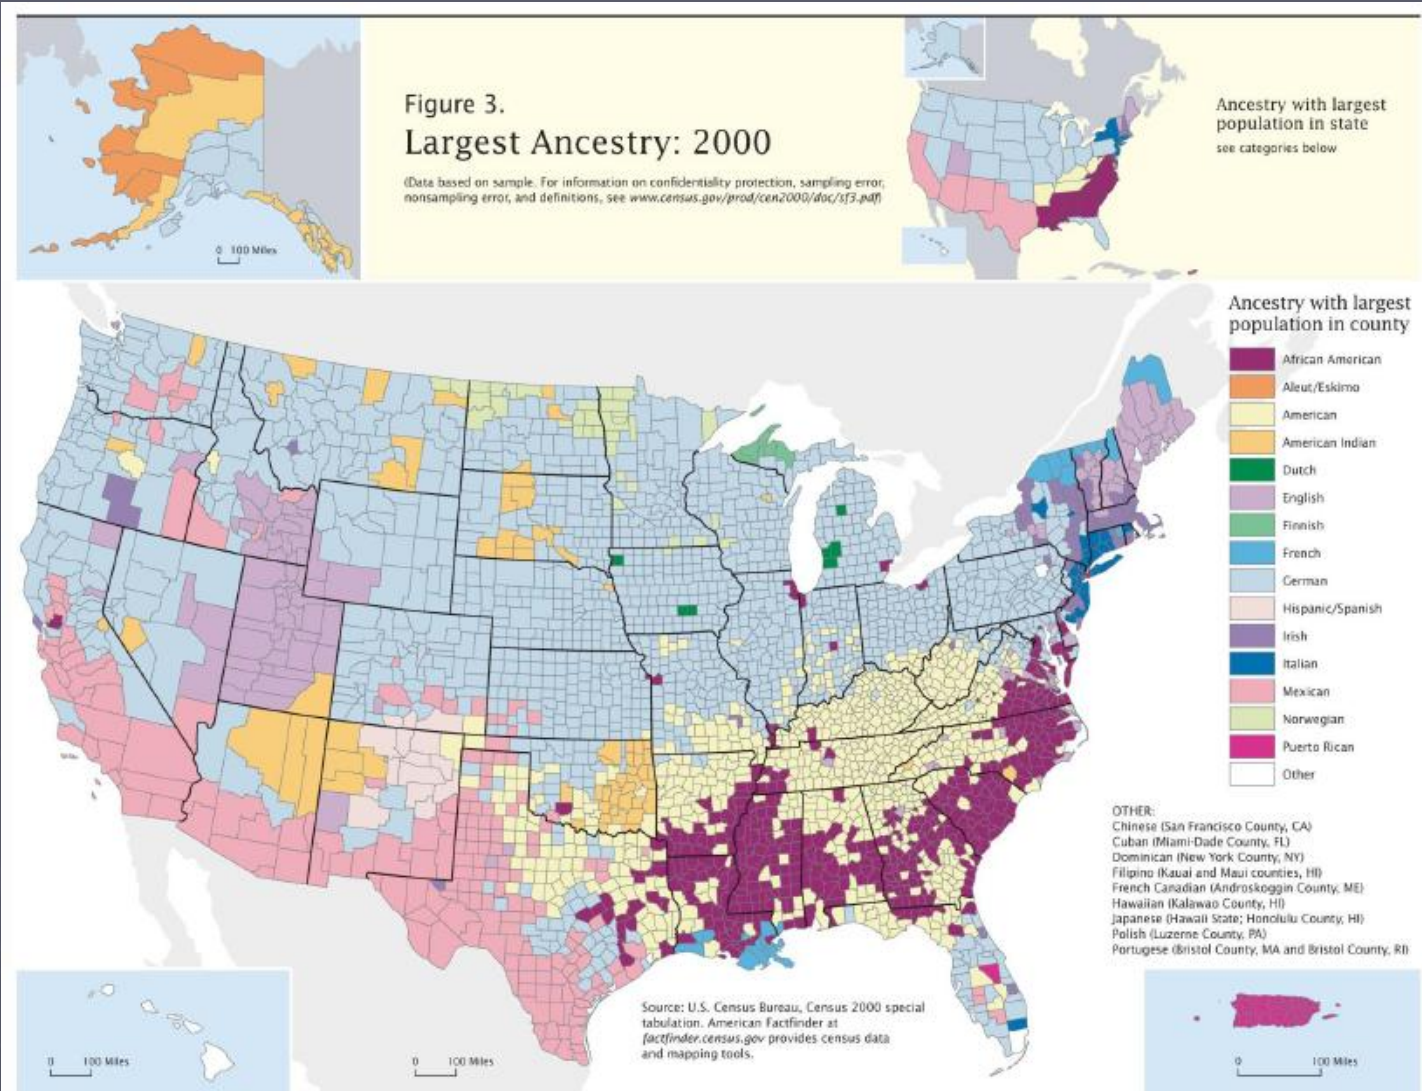 Figure 3.
Largest Ancestry: 2000
(Data based on sample. For information on confidentiality protection, sampling error,
nonsampling error, and definitions, see www.census.gov/prod/cen2000/doc/sf3.pdf)
0 100 Miles
Ancestry with largest
population in state
see categories below
Ancestry with largest
population in county
African American
Aleut/Eskimo
American
American Indian
Dutch
English
Finnish
French
German
Hispanic/Spanish
Irish
Italian
Mexican
Norwegian
Puerto Rican
Other
OTHER:
Chinese (San Francisco County, CA)
Cuban (Miami-Dade County, FL)
Dominican (New York County, NY)
Filipino (Kauai and Maui counties, HI)
French Canadian (Androskoggin County, ME)
Hawaiian (Kalawao County, HI)
Japanese (Hawaii State; Honolulu County, HI)
Polish (Luzerne County, PA)
Portugese (Bristol County, MA and Bristol County, RI)
Source: U.S. Census Bureau, Census 2000 special
tabulation. American Factfinder at
factfinder.census.gov provides census data
and mapping tools.
0 100 Miles
0 100 Miles
0 100 Miles